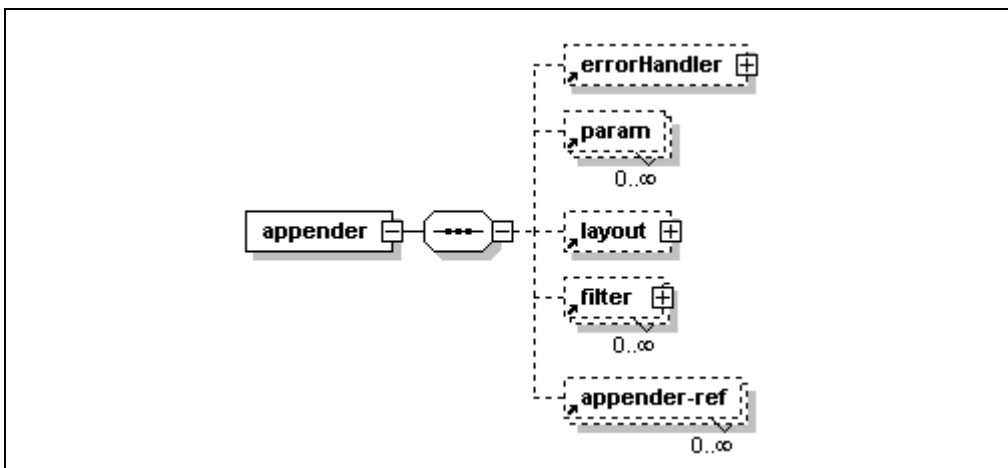 errorHandler
param
0..∞
appender
layout
filter
0..∞
appender-ref
0..∞